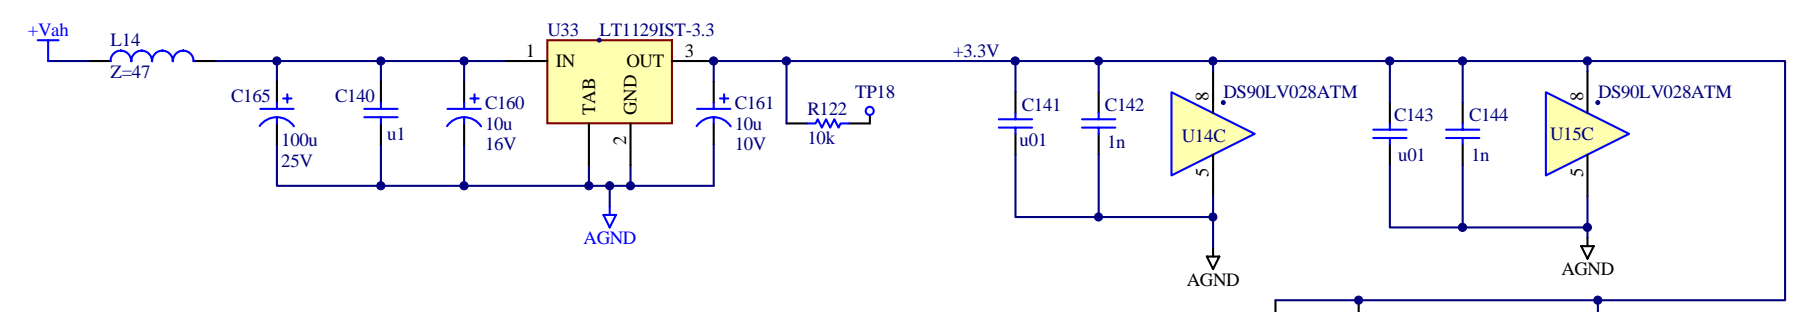 +Vah
L14
Z=47
C165
+
100u
25V
C140
u1
+
C160
10u
16V
U33
LT1129IST-3.3
1
IN
OUT
3
TAB
GND
2
AGND
+
C161
10u
10V
R122
10k
TP18
+3.3V
C141
u01
C142
1n
8
DS90LV028ATM
U14C
5
AGND
C143
u01
C144
1n
8
DS90LV028ATM
U15C
5
AGND